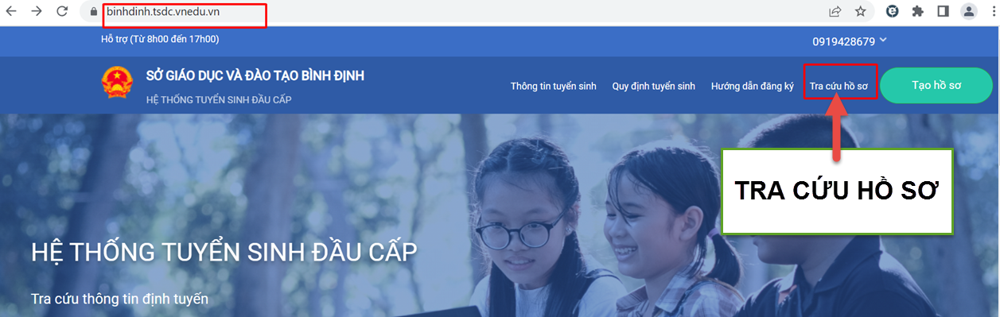 binhdinh.tsdc.vnedu.vn
Hỗ trợ (Từ 8h00 đến 17h00)
0919428679
SỞ GIÁO DỤC VÀ ĐÀO TẠO BÌNH ĐỊNH
HỆ THỐNG TUYỂN SINH ĐẦU CẤP
Thông tin tuyển sinh
Quy định tuyển sinh
Hướng dẫn đăng ký
Tra cứu hồ sơ
Tạo hồ sơ
TRA CỨU HỒ SƠ
HỆ THỐNG TUYỂN SINH ĐẦU CẤP
Tra cứu thông tin định tuyến